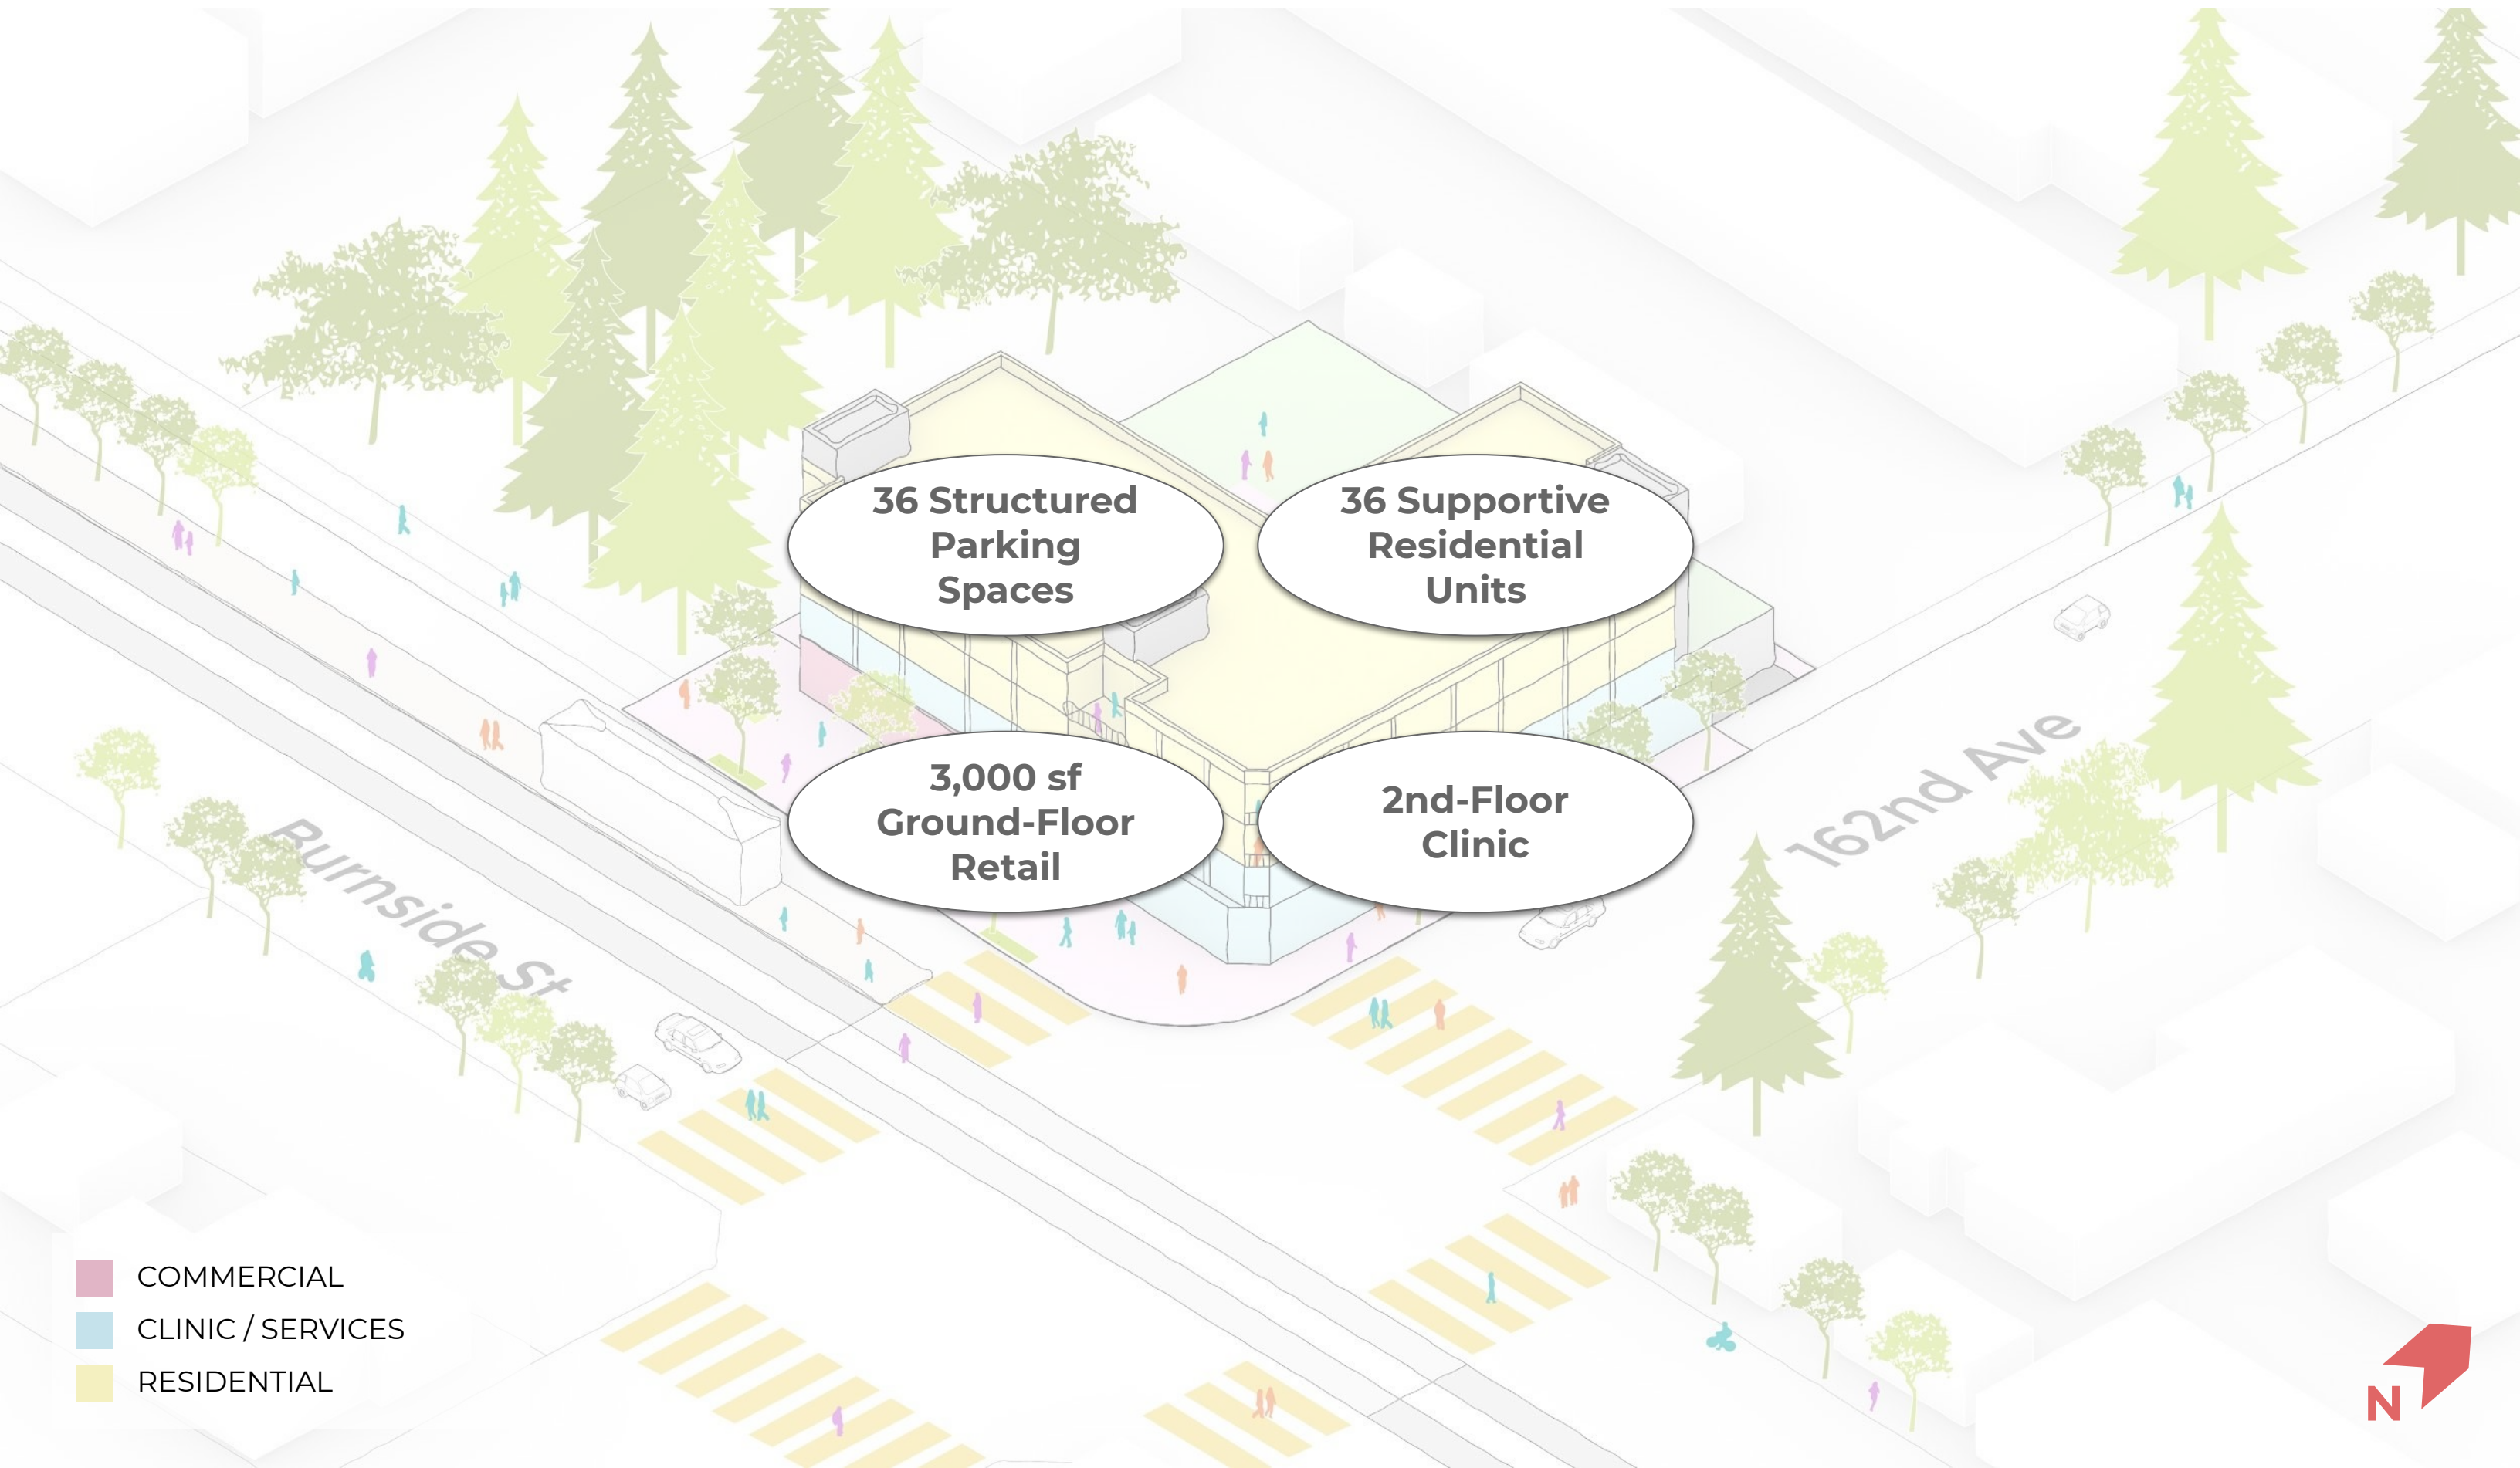 36 Structured
Parking
Spaces
36 Supportive
Residential
Units
3,000 sf
Ground-Floor
Retail
2nd-Floor
Clinic
162nd Ave
Burnside St
COMMERCIAL
CLINIC / SERVICES
RESIDENTIAL
N